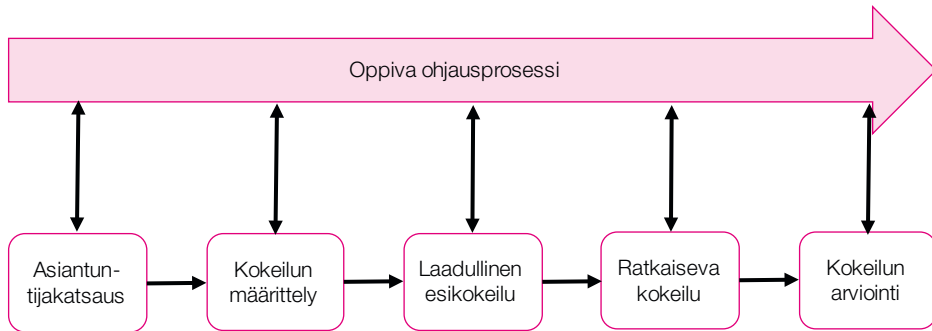 Oppiva ohjausprosessi
Asiantun-
tijakatsaus
Kokeilun
määrittely
Laadullinen
esikokeilu
Ratkaiseva
kokeilu
Kokeilun
arviointi